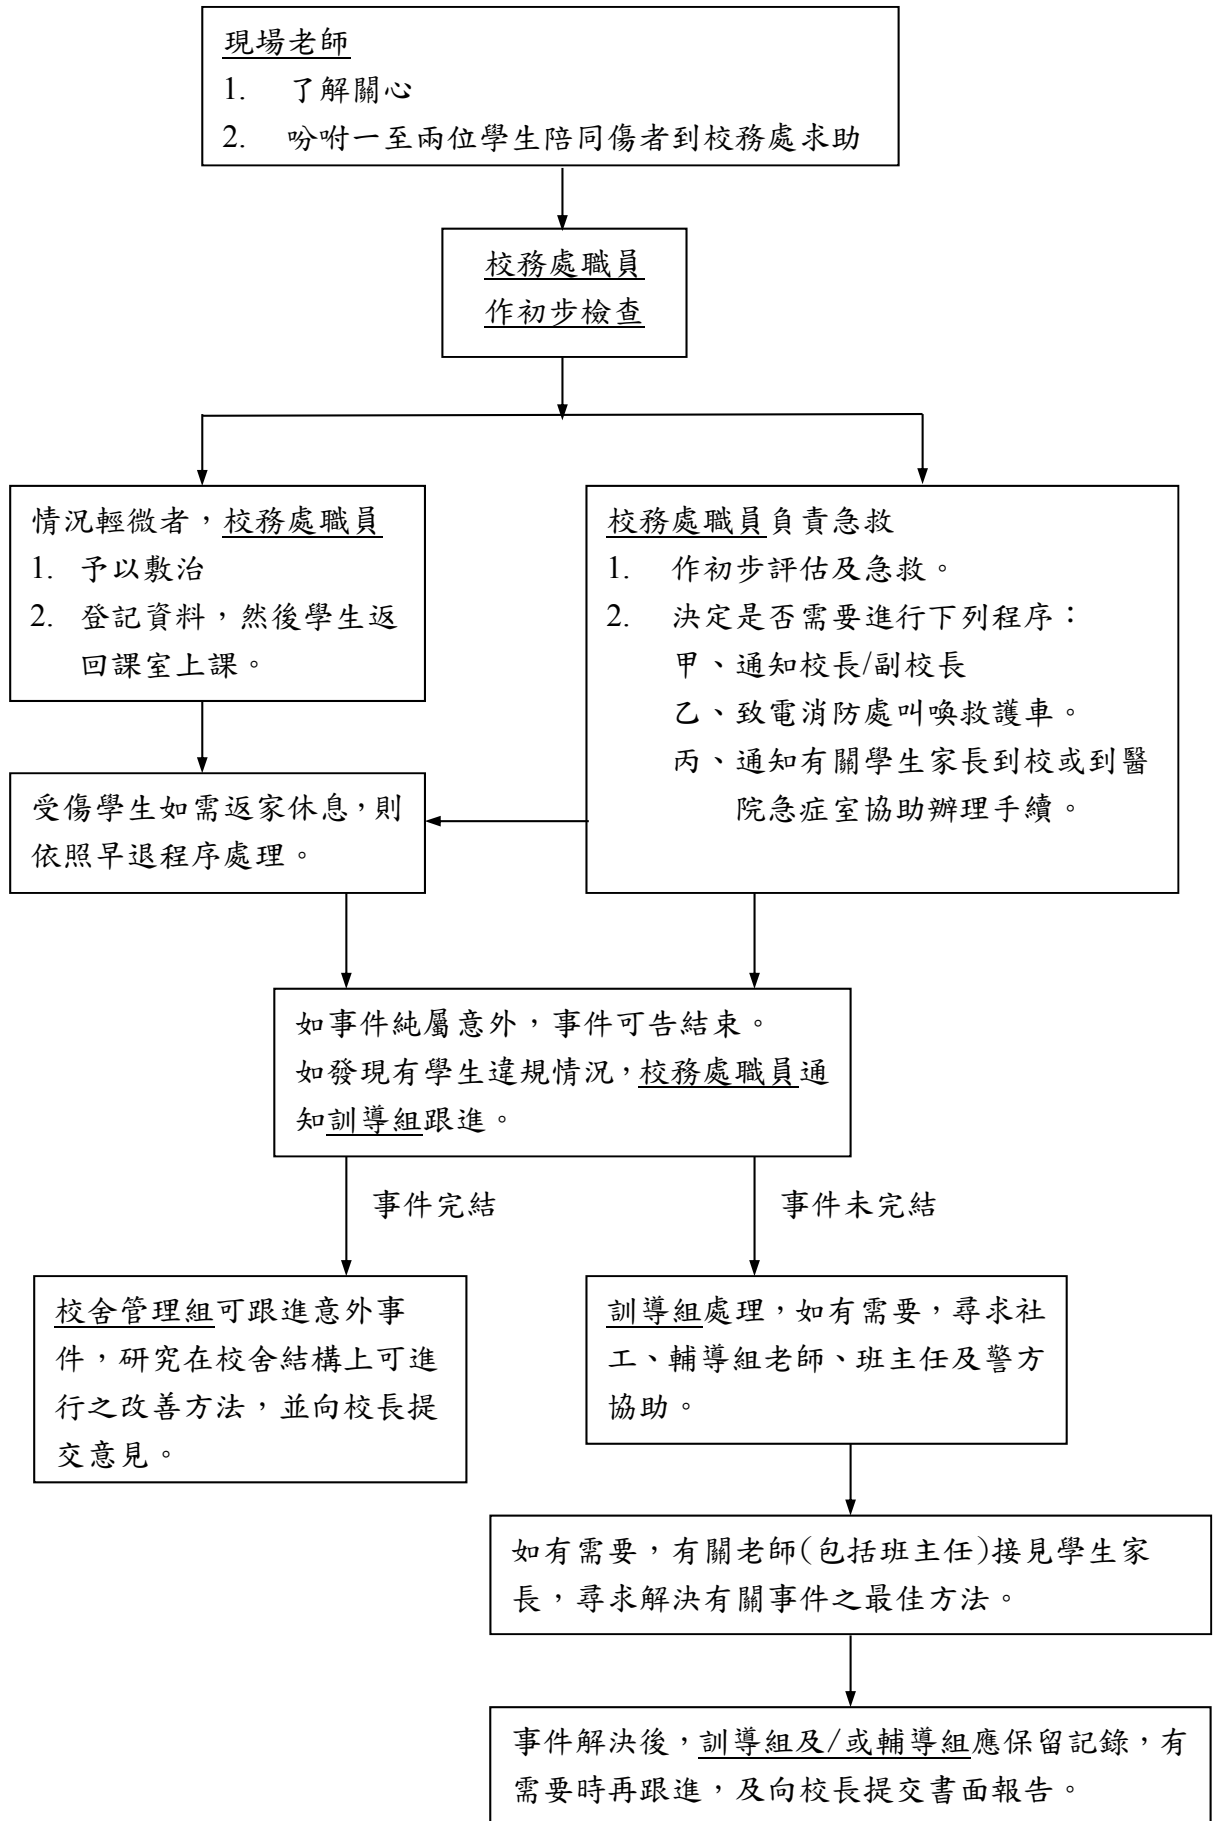 現場老師
1. 了解關心
2. 吩咐一至兩位學生陪同傷者到校務處求助
校務處職員
作初步檢查
情況輕微者，校務處職員
1. 予以敷治
2. 登記資料，然後學生返
回課室上課。
校務處職員負責急救
1. 作初步評估及急救。
2. 決定是否需要進行下列程序：
甲、通知校長/副校長
乙、致電消防處叫喚救護車。
丙、通知有關學生家長到校或到醫
院急症室協助辦理手續。
受傷學生如需返家休息，則
依照早退程序處理。
如事件純屬意外，事件可告結束。
如發現有學生違規情況，校務處職員通
知訓導組跟進。
事件完結
事件未完結
校舍管理組可跟進意外事
件，研究在校舍結構上可進
行之改善方法，並向校長提
交意見。
訓導組處理，如有需要，尋求社
工、輔導組老師、班主任及警方
協助。
如有需要，有關老師(包括班主任)接見學生家
長，尋求解決有關事件之最佳方法。
事件解決後，訓導組及/或輔導組應保留記錄，有
需要時再跟進，及向校長提交書面報告。